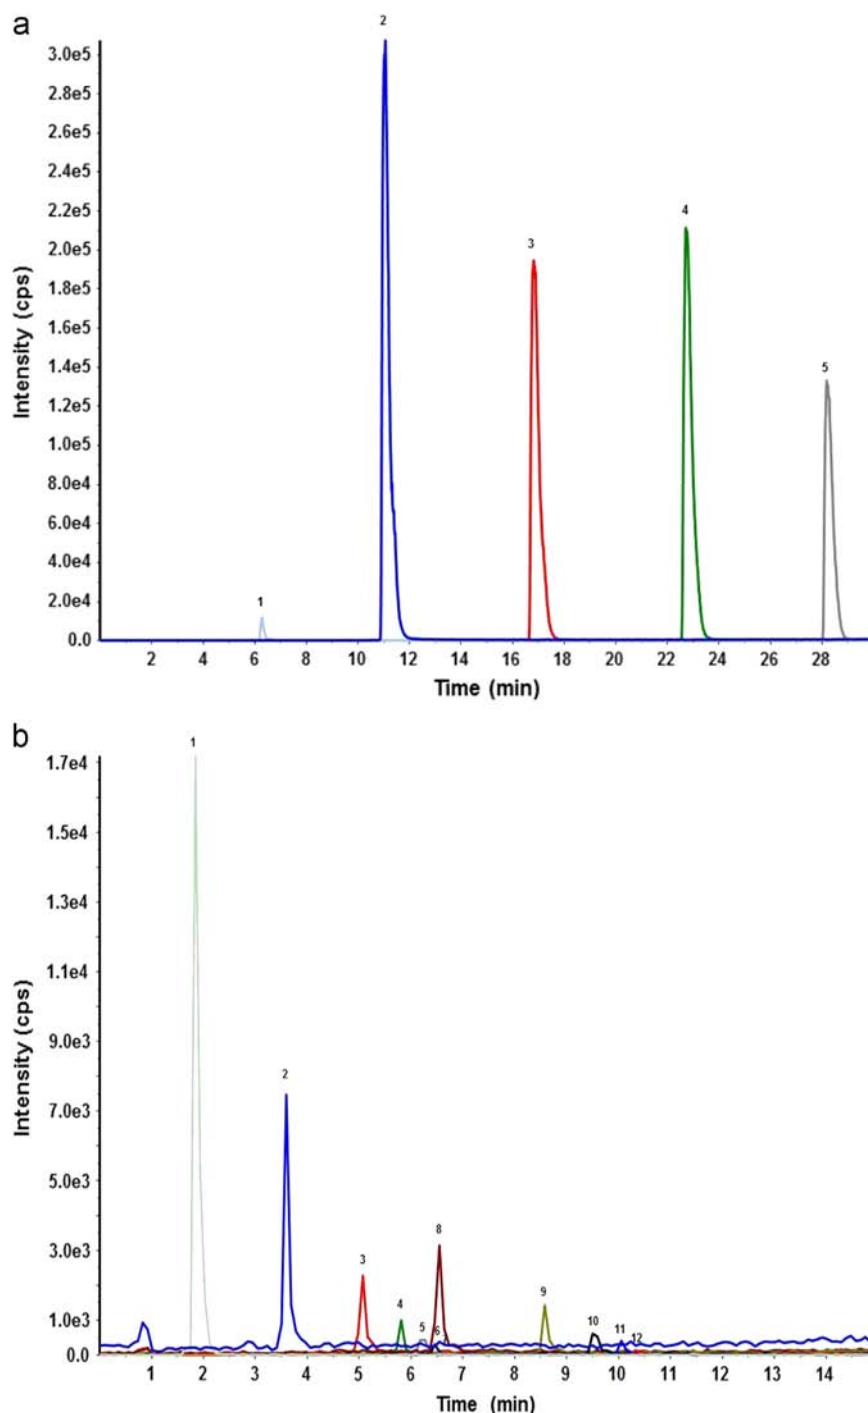 a
2
3.0e5
2.8e5
2.6e5
2.4e5
2.2e5
2.0e5
1.8e5
1.6e5
1.4e5
1.2e5
1.0e5
8.0e4
6.0e4
4.0e4
2.0e4
0.0
Intensity (cps)
1
3
4
5
2 4 6 8 10 12 14 16 18 20 22 24 26 28
Time (min)
b
1
1.7e4
1.5e4
1.3e4
1.1e4
9.0e3
7.0e3
5.0e3
3.0e3
1.0e3
0.0
Intensity (cps)
2
3
4
5
6
7
8
9
10
11
12
1 2 3 4 5 6 7 8 9 10 11 12 13 14
Time (min)